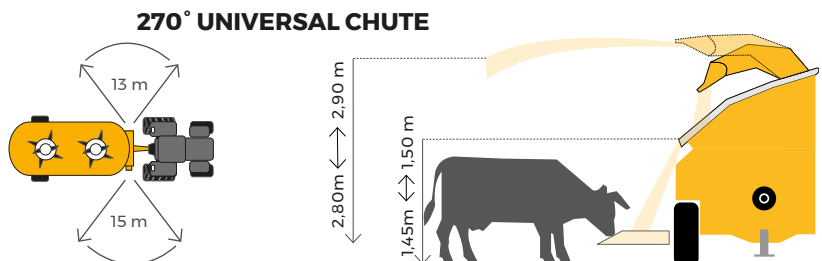 270° UNIVERSAL CHUTE
13 m
15 m
2,80m ↔ 2,90 m
1,45m ↔ 1,50 m